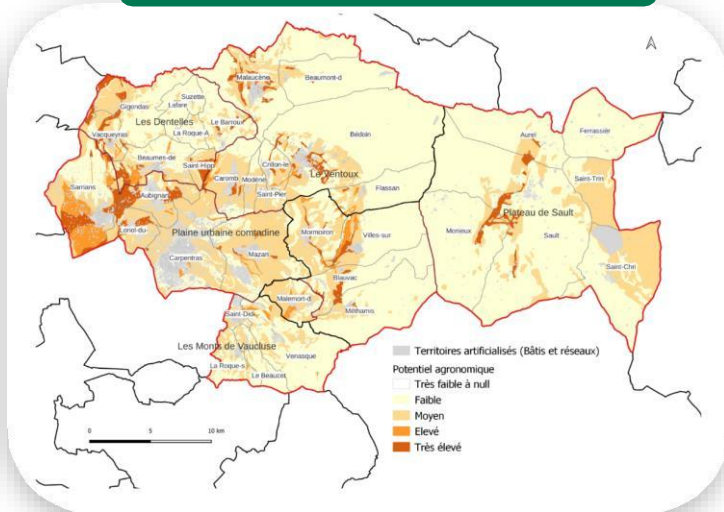 Malaucène
Beaumont-d
Suzette
Gigondas
Lafare
Les Dentelles
Le Barroux
La Roque-A
Vacqueyras
Bédoin
Aurel
Ferrassièr
Beaumes-de
Saint-Hipp
Crillon-le
Caromb
Modène
Le Ventoux
Saint-Trin
Sarrians
Aubignan
Saint-Pier
Flassan
Plateau de Sault
Loriol-du-
Plaine urbaine comtadine
Mormoiron
Villes-sur
Monieux
Sault
Mazan
Carpentras
Blauvac
Saint-Chri
Malemort-d
Méthamis
Saint-Didi
Les Monts de Vaucluse
Venasque
La Roque-s
Le Beaucet
Territoires artificialisés (Bâtis et réseaux)
Potentiel agronomique
Très faible à null
Faible
Moyen
Elevé
Très élevé
0 5 10 km